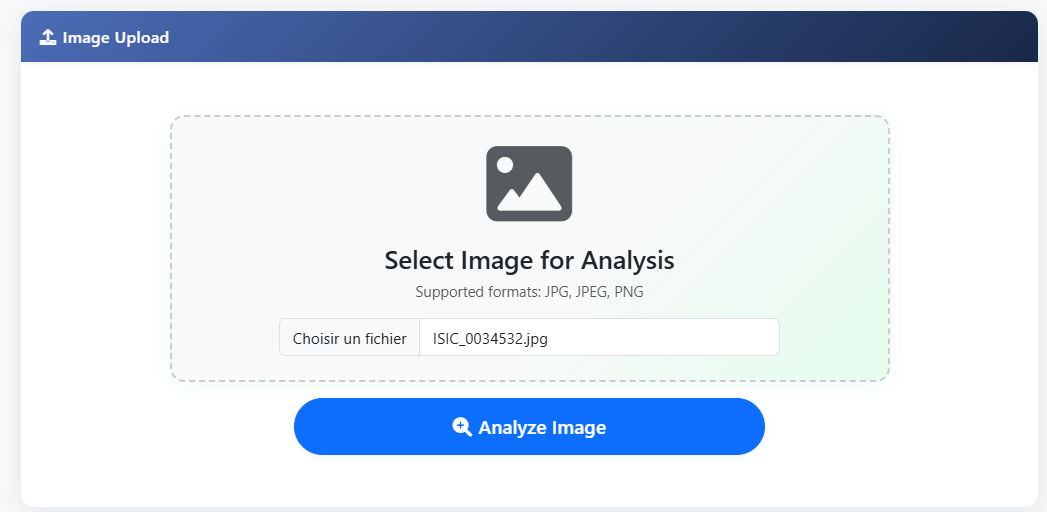 Image Upload
Select Image for Analysis
Supported formats: JPG, JPEG, PNG
Choisir un fichier ISIC_0034532.jpg
Analyze Image